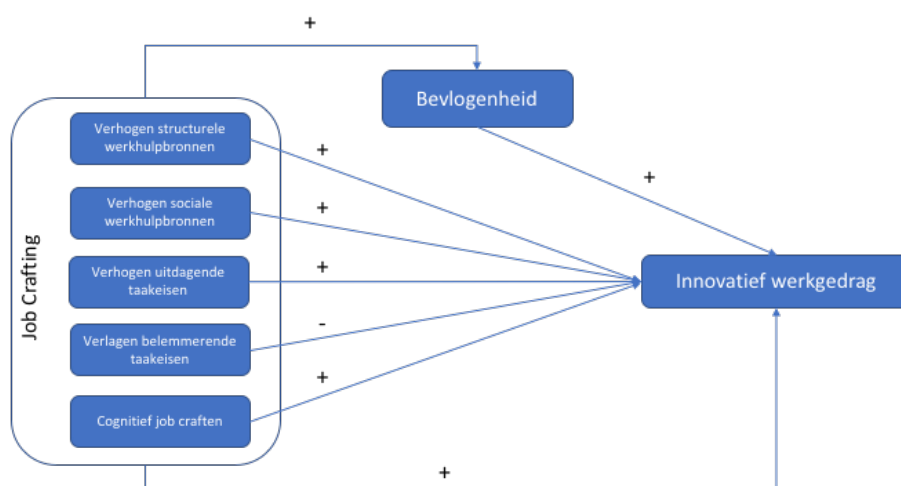 +
Bevlogenheid
Verhogen structurele
werkhulpbronnen
+
+
Verhogen sociale
werkhulpbronnen
+
Job Crafting
Verhogen uitdagende
taakeisen
+
Innovatief werkgedrag
Verlagen belemmerende
taakeisen
-
+
Cognitief job craften
+